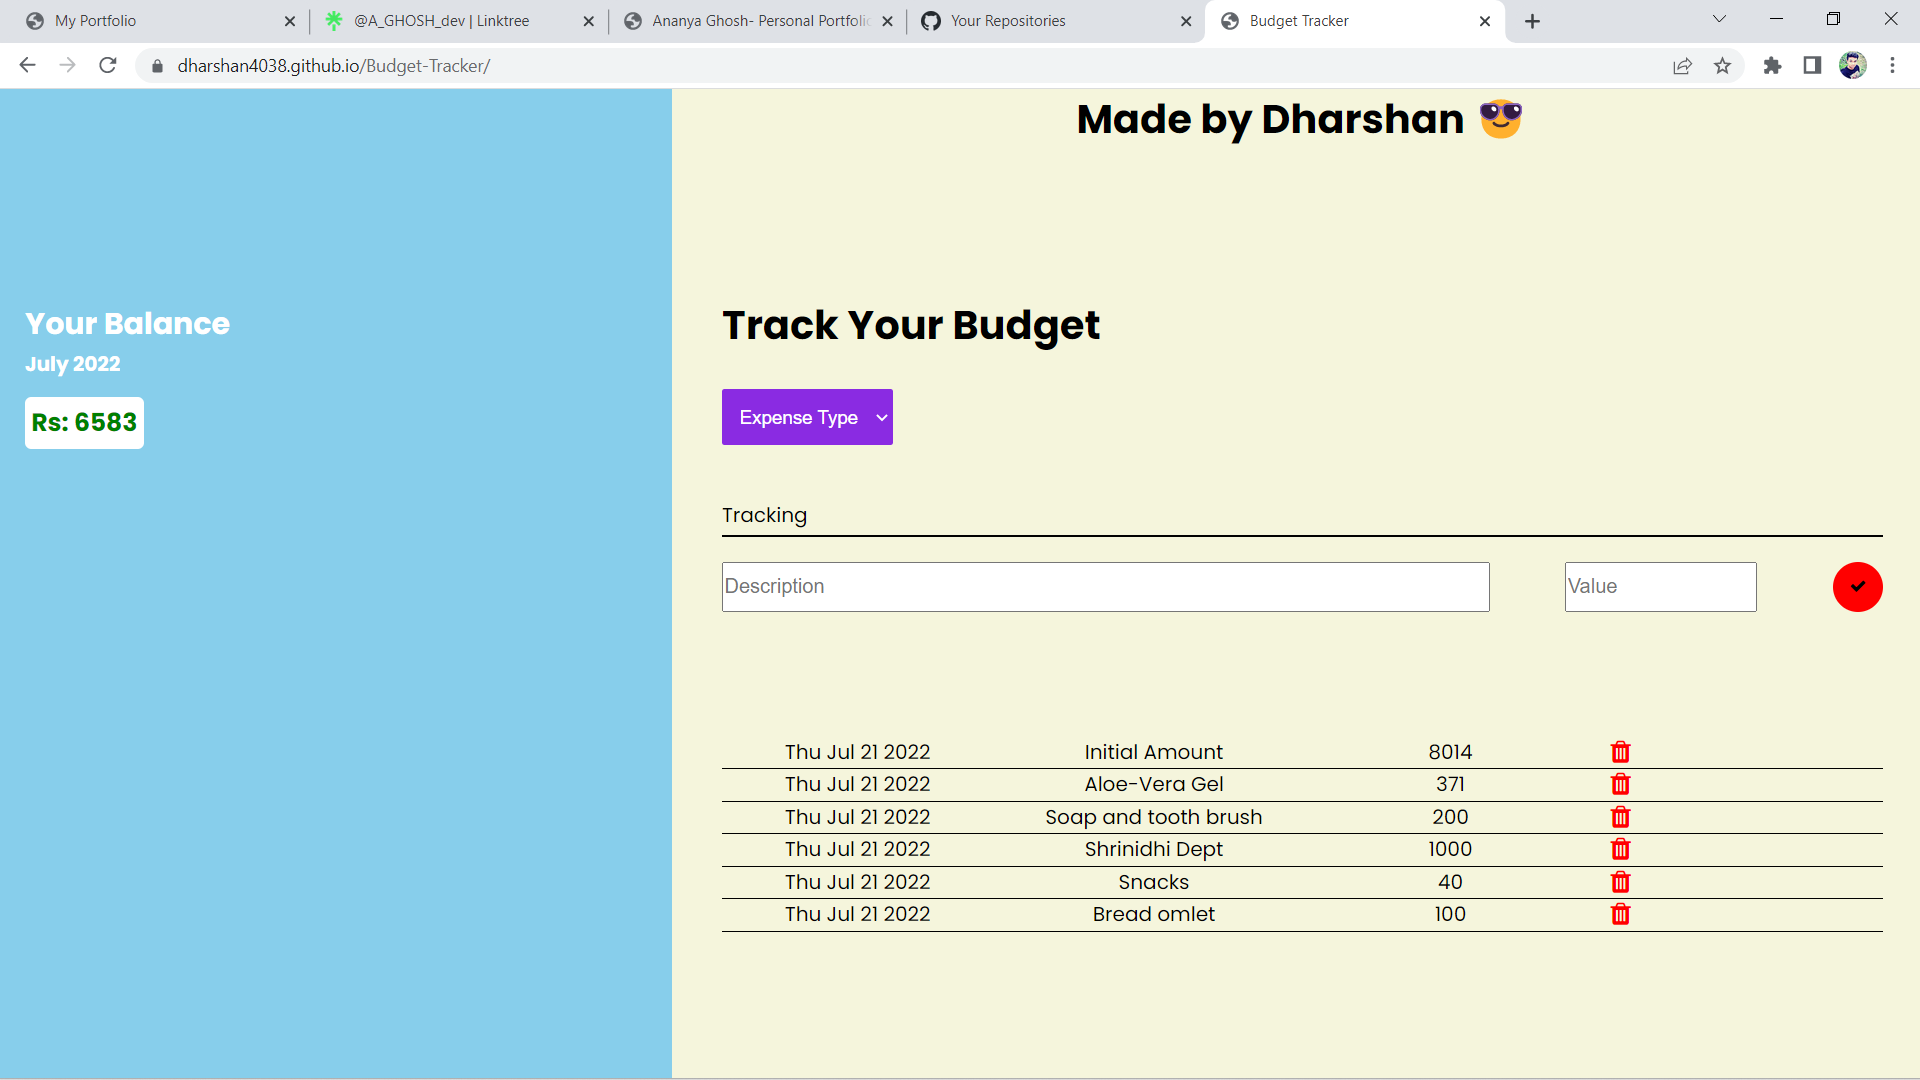 My Portfolio
@A_GHOSH_dev | Linktree
Ananya Ghosh- Personal Portfolio
Your Repositories
Budget Tracker
dharshan4038.github.io/Budget-Tracker/
Made by Dharshan 😎
Your Balance
July 2022
Rs: 6583
Track Your Budget
Expense Type
Tracking
Description Value
Thu Jul 21 2022 Initial Amount 8014
Thu Jul 21 2022 Aloe-Vera Gel 371
Thu Jul 21 2022 Soap and tooth brush 200
Thu Jul 21 2022 Shrinidhi Dept 1000
Thu Jul 21 2022 Snacks 40
Thu Jul 21 2022 Bread omlet 100